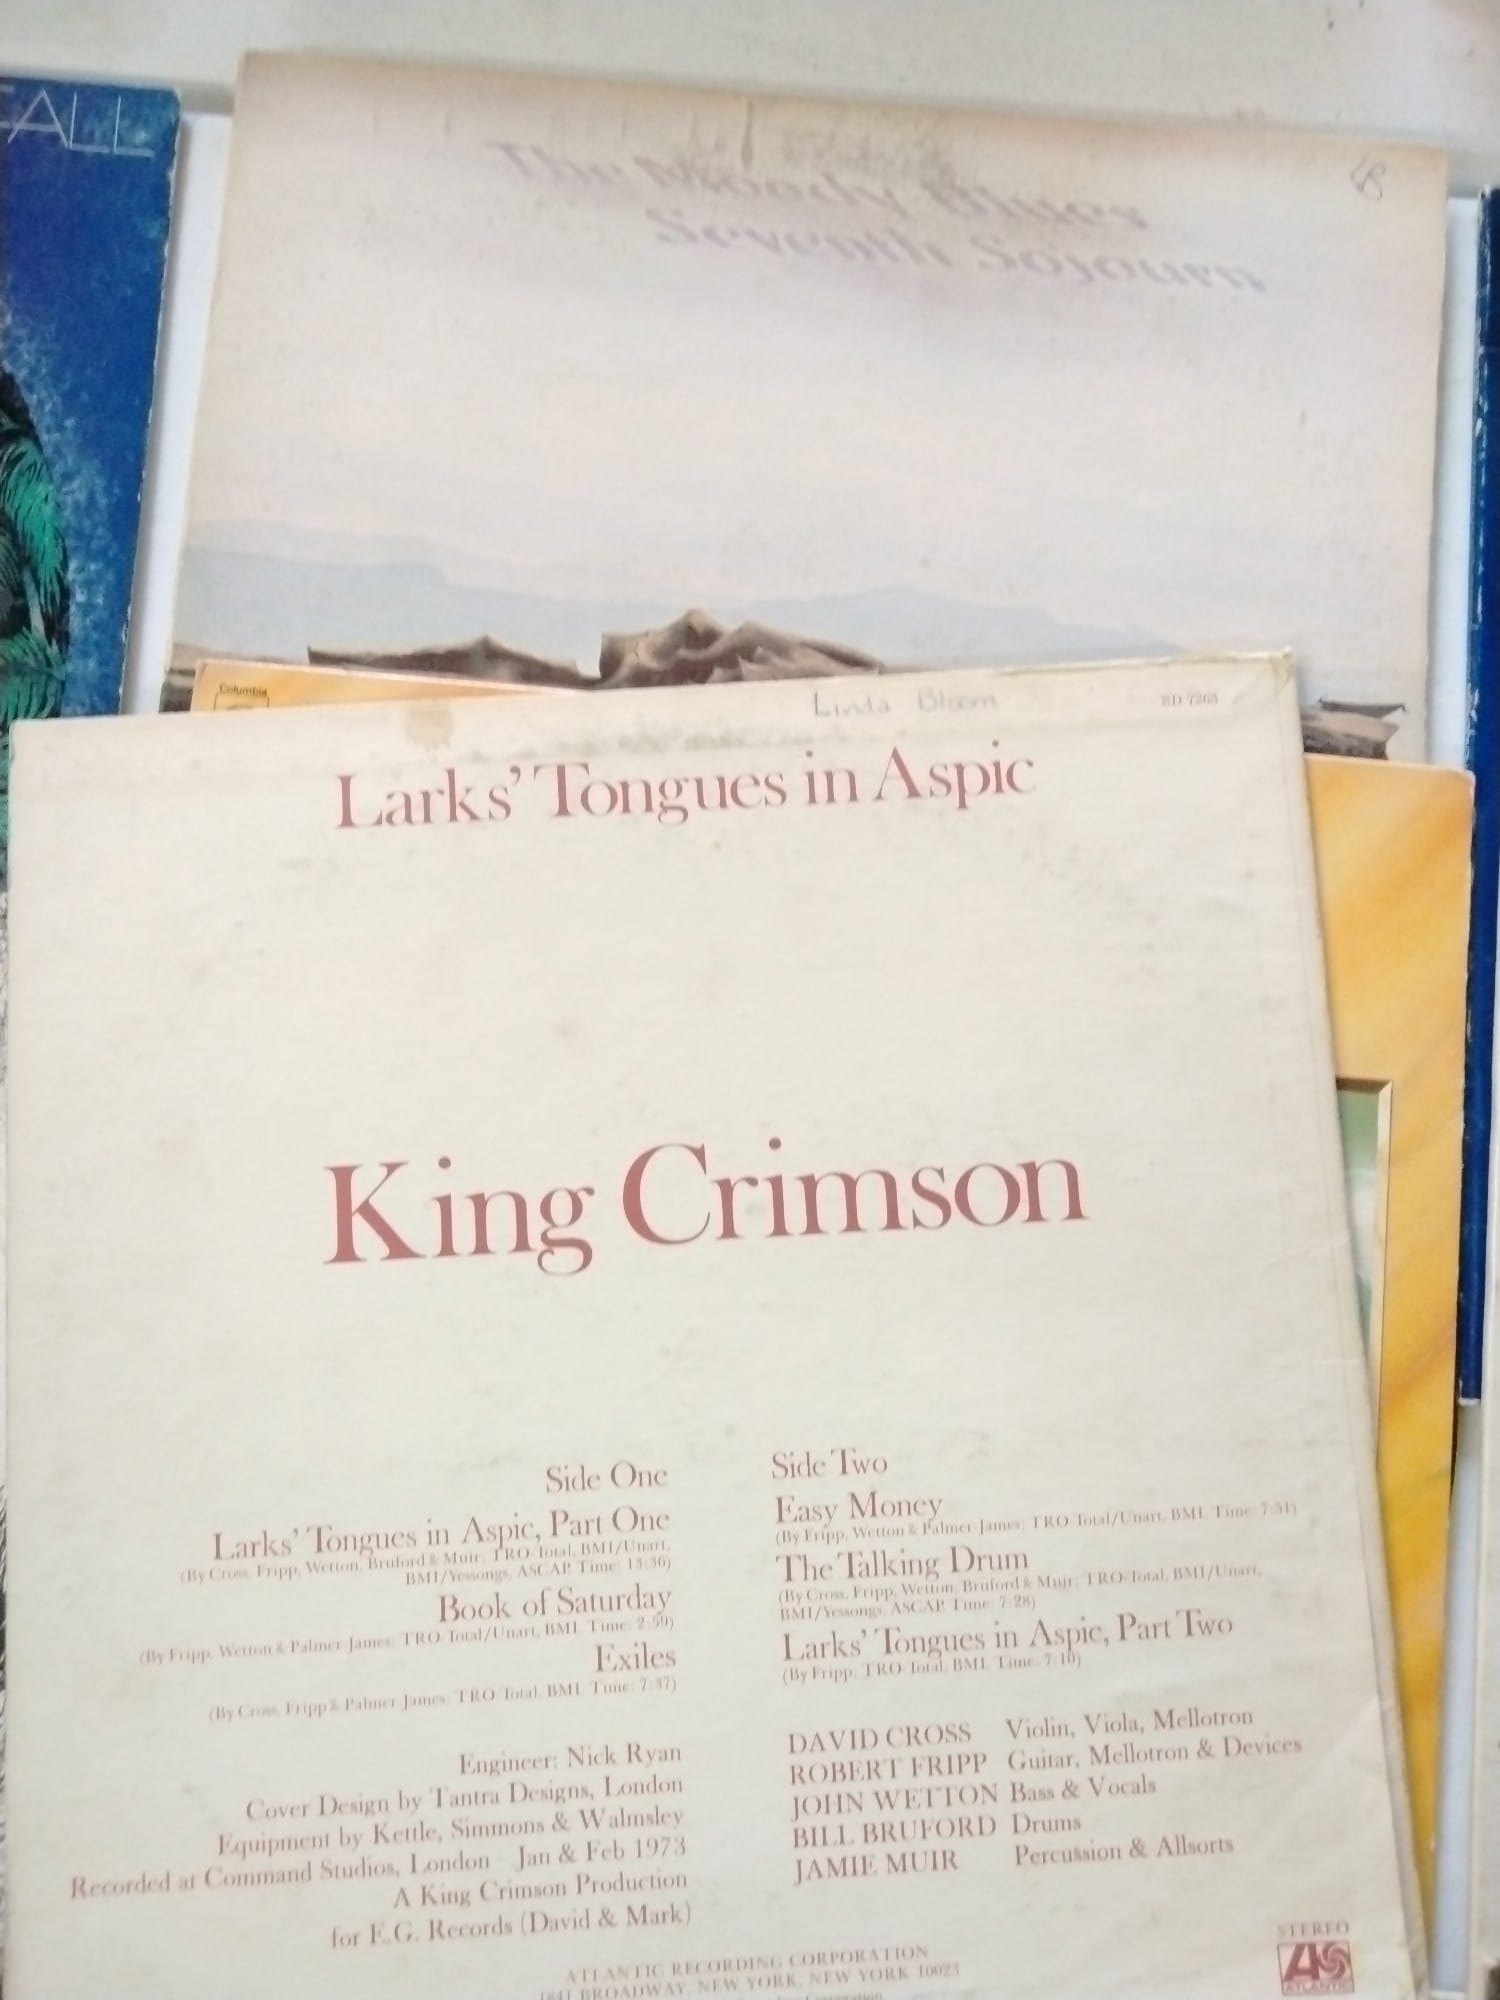 FALL
The Moody Blues
Seventh Sojourn
Columbia
Linda Bloom
SD 7263
Larks' Tongues in Aspic
King Crimson
Side One
Larks' Tongues in Aspic, Part One
(By Cross, Fripp, Wetton, Bruford & Muir; TRO-Total, BMI/Unart,
BMI/Yessongs, ASCAP. Time: 13:36)
Book of Saturday
(By Fripp, Wetton & Palmer-James; TRO-Total/Unart, BMI. Time: 2:59)
Exiles
(By Cross, Fripp & Palmer-James; TRO-Total, BMI. Time: 7:37)
Engineer: Nick Ryan
Cover Design by Tantra Designs, London
Equipment by Kettle, Simmons & Walmsley
Recorded at Command Studios, London Jan & Feb 1973
A King Crimson Production
for E.G. Records (David & Mark)
Side Two
Easy Money
(By Fripp, Wetton & Palmer-James; TRO-Total/Unart, BMI. Time: 7:51)
The Talking Drum
(By Cross, Fripp, Wetton, Bruford & Muir; TRO-Total, BMI/Unart,
BMI/Yessongs, ASCAP. Time: 7:28)
Larks' Tongues in Aspic, Part Two
(By Fripp; TRO-Total, BMI. Time: 7:10)
DAVID CROSS Violin, Viola, Mellotron
ROBERT FRIPP Guitar, Mellotron & Devices
JOHN WETTON Bass & Vocals
BILL BRUFORD Drums
JAMIE MUIR Percussion & Allsorts
ATLANTIC RECORDING CORPORATION
1841 BROADWAY, NEW YORK, NEW YORK 10023
STEREO
ATLANTIC